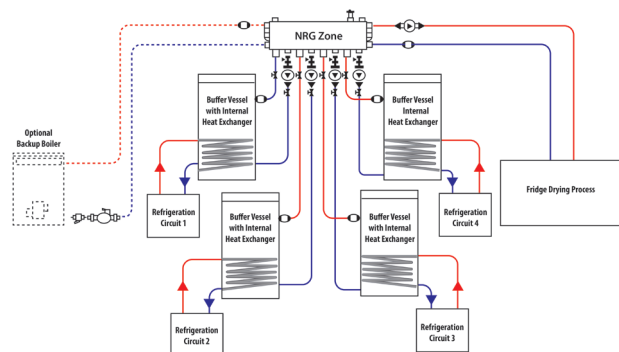 NRG Zone
Buffer Vessel
with Internal
Heat Exchanger
Buffer Vessel
Internal
Heat Exchanger
Optional
Backup Boiler
Refrigeration
Circuit 1
Refrigeration
Circuit 4
Fridge Drying Process
Buffer Vessel
with Internal
Heat Exchanger
Buffer Vessel
with Internal
Heat Exchanger
Refrigeration
Circuit 2
Refrigeration
Circuit 3